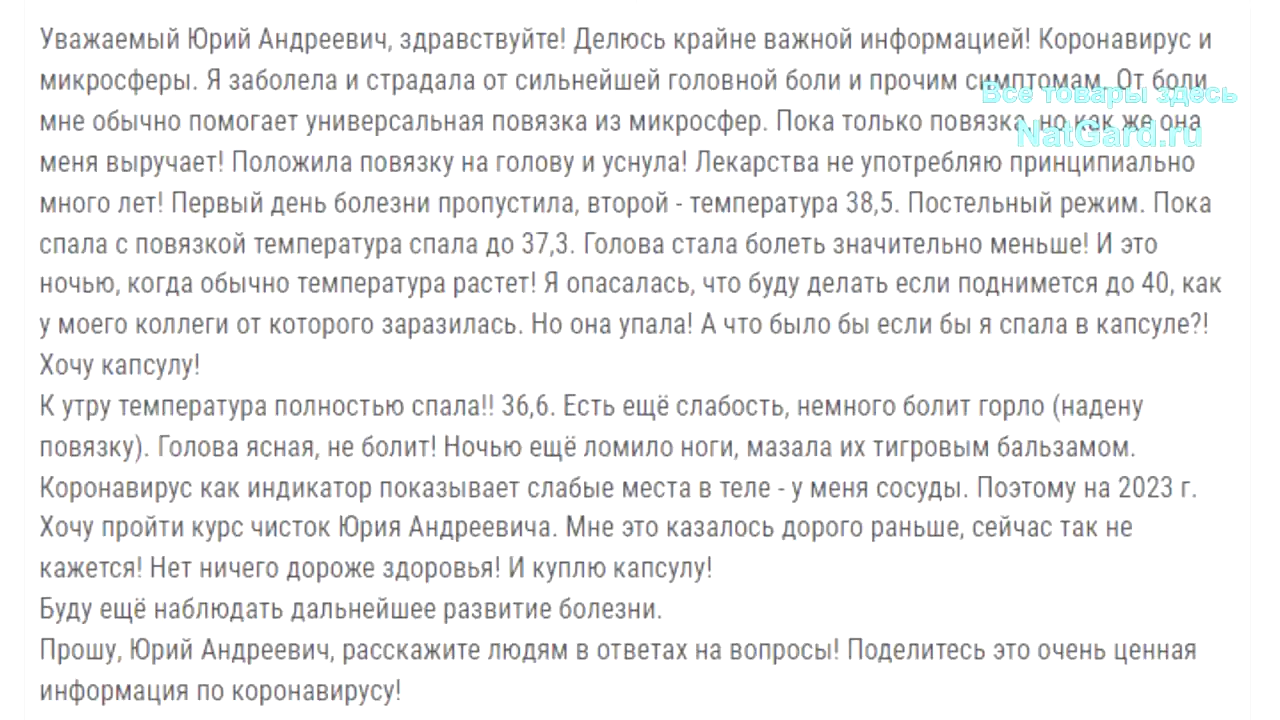 Уважаемый Юрий Андреевич, здравствуйте! Делюсь крайне важной информацией! Коронавирус и
микросферы. Я заболела и страдала от сильнейшей головной боли и прочим симптомам. От боли
Все товары здесь
мне обычно помогает универсальная повязка из микросфер. Пока только повязка, но как же она
NatGard.ru
меня выручает! Положила повязку на голову и уснула! Лекарства не употребляю принципиально
много лет! Первый день болезни пропустила, второй - температура 38,5. Постельный режим. Пока
спала с повязкой температура спала до 37,3. Голова стала болеть значительно меньше! И это
ночью, когда обычно температура растет! Я опасалась, что буду делать если поднимется до 40, как
у моего коллеги от которого заразилась. Но она упала! А что было бы если бы я спала в капсуле?!
Хочу капсулу!
К утру температура полностью спала!! 36,6. Есть ещё слабость, немного болит горло (надену
повязку). Голова ясная, не болит! Ночью ещё ломило ноги, мазала их тигровым бальзамом.
Коронавирус как индикатор показывает слабые места в теле - у меня сосуды. Поэтому на 2023 г.
Хочу пройти курс чисток Юрия Андреевича. Мне это казалось дорого раньше, сейчас так не
кажется! Нет ничего дороже здоровья! И куплю капсулу!
Буду ещё наблюдать дальнейшее развитие болезни.
Прошу, Юрий Андреевич, расскажите людям в ответах на вопросы! Поделитесь это очень ценная
информация по коронавирусу!